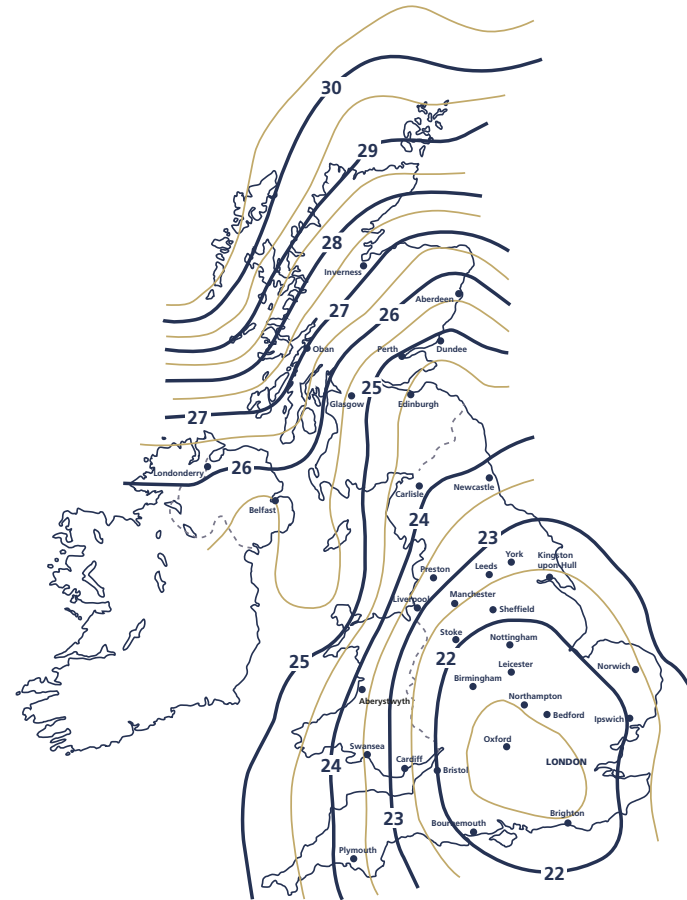 30
29
28
Inverness
Aberdeen
27
26
Oban
Perth
Dundee
25
Glasgow
Edinburgh
27
26
Londonderry
Belfast
Carlisle
Newcastle
24
23
York
Kingston
upon Hull
Leeds
Preston
Manchester
Liverpool
Sheffield
Stoke
Nottingham
25
22
Leicester
Norwich
Birmingham
Aberystwyth
Northampton
Bedford
Ipswich
Oxford
Swansea
Cardiff
LONDON
24
Bristol
23
Brighton
Bournemouth
Plymouth
22